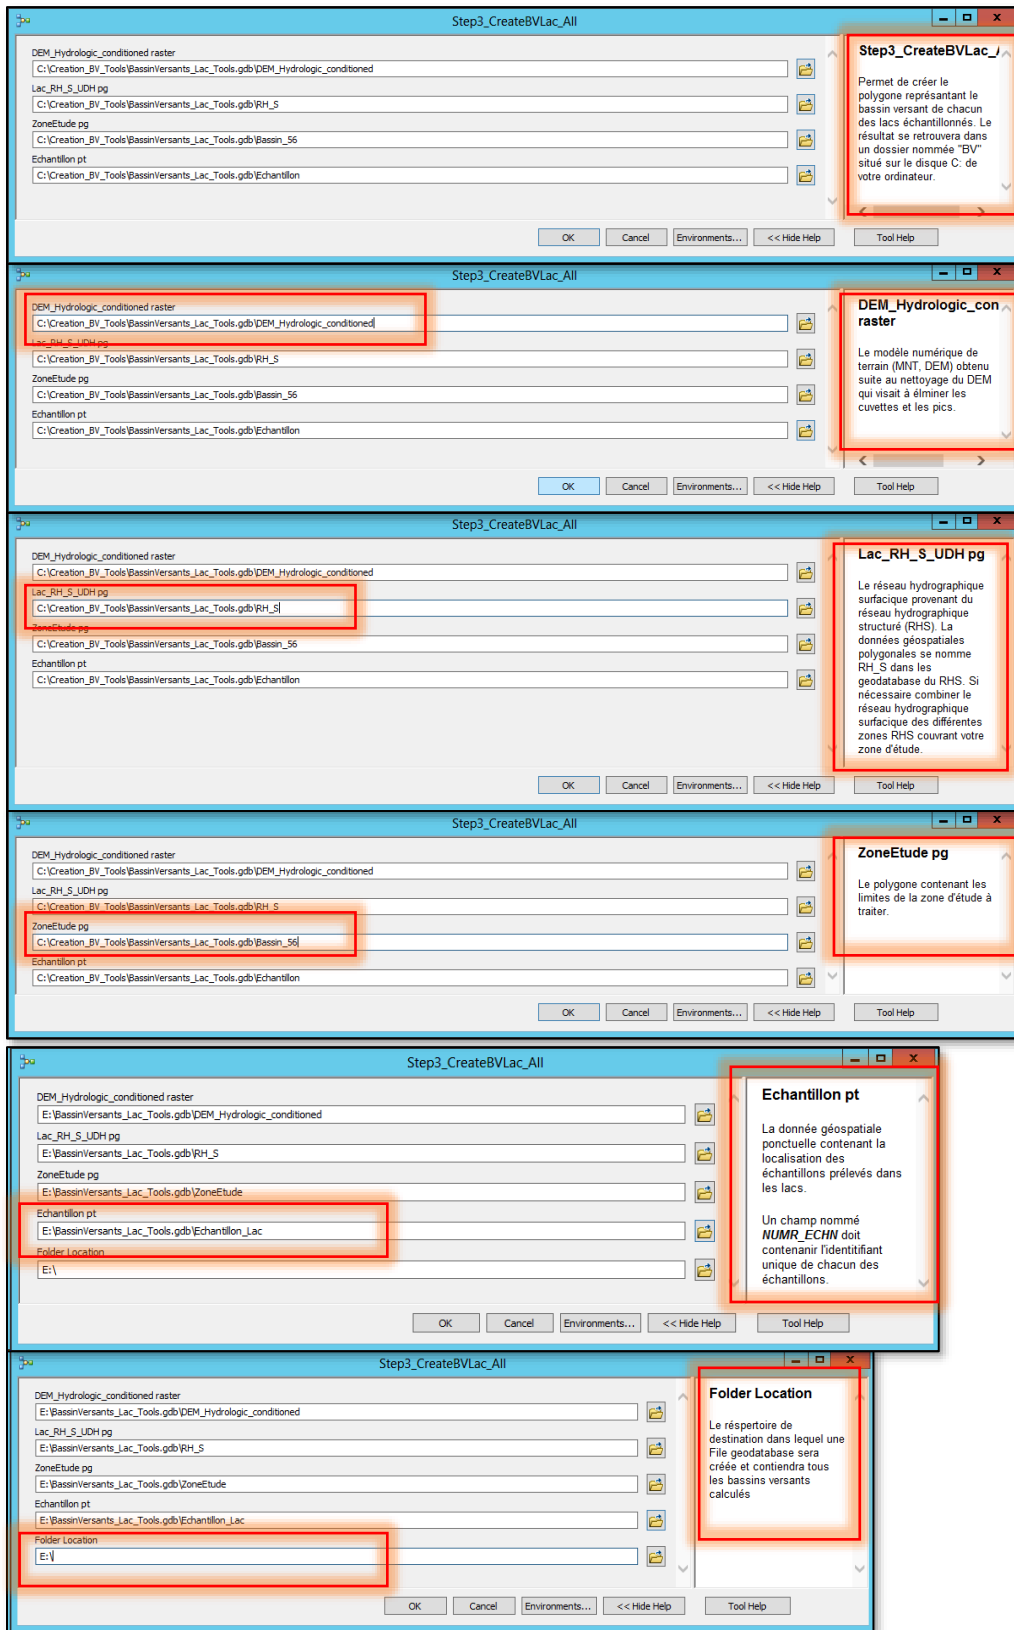 Step3_CreateBVLac_All
DEM_Hydrologic_conditioned raster
C:\Creation_BV_Tools\BassinVersants_Lac_Tools.gdb\DEM_Hydrologic_conditioned
Lac_RH_S_UDH pg
C:\Creation_BV_Tools\BassinVersants_Lac_Tools.gdb\RH_S
ZoneEtude pg
C:\Creation_BV_Tools\BassinVersants_Lac_Tools.gdb\Bassin_56
Echantillon pt
C:\Creation_BV_Tools\BassinVersants_Lac_Tools.gdb\Echantillon
Step3_CreateBVLac_A
Permet de créer le
polygone représantant le
bassin versant de chacun
des lacs échantillonnés. Le
résultat se retrouvera dans
un dossier nommée "BV"
situé sur le disque C: de
votre ordinateur.
OK Cancel Environments... << Hide Help Tool Help
Step3_CreateBVLac_All
DEM_Hydrologic_conditioned raster
C:\Creation_BV_Tools\BassinVersants_Lac_Tools.gdb\DEM_Hydrologic_conditioned
Lac_RH_S_UDH pg
C:\Creation_BV_Tools\BassinVersants_Lac_Tools.gdb\RH_S
ZoneEtude pg
C:\Creation_BV_Tools\BassinVersants_Lac_Tools.gdb\Bassin_56
Echantillon pt
C:\Creation_BV_Tools\BassinVersants_Lac_Tools.gdb\Echantillon
DEM_Hydrologic_con
raster
Le modèle numérique de
terrain (MNT, DEM) obtenu
suite au nettoyage du DEM
qui visait à élminer les
cuvettes et les pics.
OK Cancel Environments... << Hide Help Tool Help
Step3_CreateBVLac_All
DEM_Hydrologic_conditioned raster
C:\Creation_BV_Tools\BassinVersants_Lac_Tools.gdb\DEM_Hydrologic_conditioned
Lac_RH_S_UDH pg
C:\Creation_BV_Tools\BassinVersants_Lac_Tools.gdb\RH_S
ZoneEtude pg
C:\Creation_BV_Tools\BassinVersants_Lac_Tools.gdb\Bassin_56
Echantillon pt
C:\Creation_BV_Tools\BassinVersants_Lac_Tools.gdb\Echantillon
Lac_RH_S_UDH pg
Le réseau hydrographique
surfacique provenant du
réseau hydrographique
structuré (RHS). La
données géospatiales
polygonales se nomme
RH_S dans les
geodatabase du RHS. Si
nécessaire combiner le
réseau hydrographique
surfacique des différentes
zones RHS couvrant votre
zone d'étude.
OK Cancel Environments... << Hide Help Tool Help
Step3_CreateBVLac_All
DEM_Hydrologic_conditioned raster
C:\Creation_BV_Tools\BassinVersants_Lac_Tools.gdb\DEM_Hydrologic_conditioned
Lac_RH_S_UDH pg
C:\Creation_BV_Tools\BassinVersants_Lac_Tools.gdb\RH_S
ZoneEtude pg
C:\Creation_BV_Tools\BassinVersants_Lac_Tools.gdb\Bassin_56
Echantillon pt
C:\Creation_BV_Tools\BassinVersants_Lac_Tools.gdb\Echantillon
ZoneEtude pg
Le polygone contenant les
limites de la zone d'étude à
traiter.
OK Cancel Environments... << Hide Help Tool Help
Step3_CreateBVLac_All
DEM_Hydrologic_conditioned raster
E:\BassinVersants_Lac_Tools.gdb\DEM_Hydrologic_conditioned
Lac_RH_S_UDH pg
E:\BassinVersants_Lac_Tools.gdb\RH_S
ZoneEtude pg
E:\BassinVersants_Lac_Tools.gdb\ZoneEtude
Echantillon pt
E:\BassinVersants_Lac_Tools.gdb\Echantillon_Lac
Folder Location
E:\
Echantillon pt
La donnée géospatiale
ponctuelle contenant la
localisation des
échantillons prélevés dans
les lacs.
Un champ nommé
NUMR_ECHN doit
contenanir l'identitifiant
unique de chacun des
échantillons.
OK Cancel Environments... << Hide Help Tool Help
Step3_CreateBVLac_All
DEM_Hydrologic_conditioned raster
E:\BassinVersants_Lac_Tools.gdb\DEM_Hydrologic_conditioned
Lac_RH_S_UDH pg
E:\BassinVersants_Lac_Tools.gdb\RH_S
ZoneEtude pg
E:\BassinVersants_Lac_Tools.gdb\ZoneEtude
Echantillon pt
E:\BassinVersants_Lac_Tools.gdb\Echantillon_Lac
Folder Location
E:\
Folder Location
Le réspertoire de
destination dans lequel une
File geodatabase sera
créée et contiendra tous
les bassins versants
calculés
OK Cancel Environments... << Hide Help Tool Help